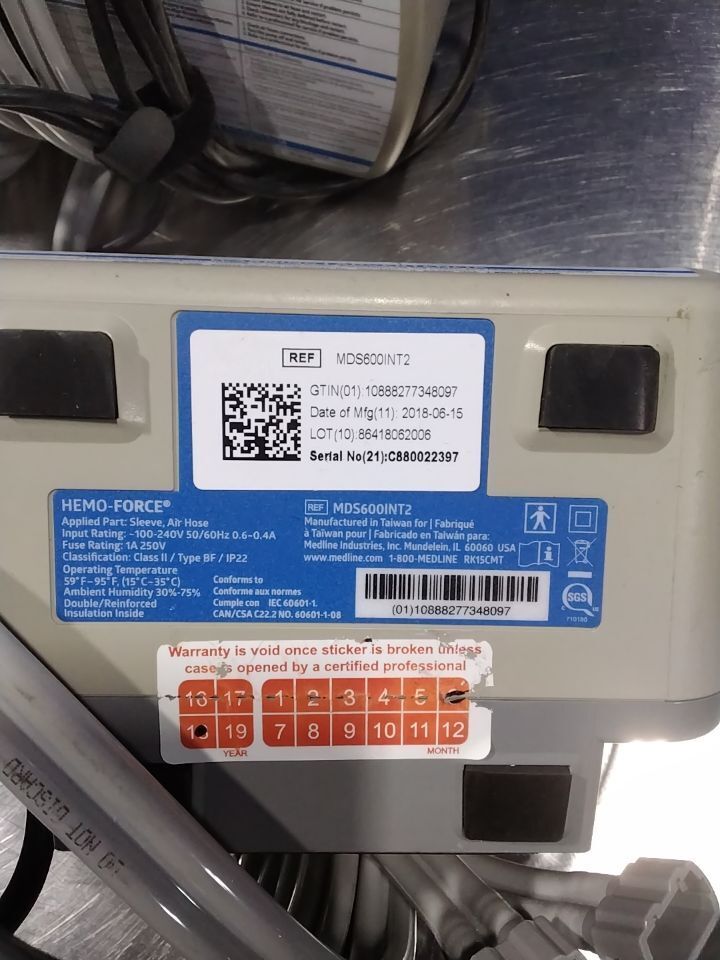 REF MDS600INT2
GTIN(01):10888277348097
Date of Mfg(11): 2018-06-15
LOT(10):86418062006
Serial No(21):C880022397
HEMO-FORCE®
Applied Part: Sleeve, Air Hose
Input Rating: ~100-240V 50/60Hz 0.6-0.4A
Fuse Rating: 1A 250V
Classification: Class II / Type BF / IP22
Operating Temperature
59°F-95°F, (15°C-35°C)
Ambient Humidity 30%-75%
Double/Reinforced
Insulation Inside
Conforms to
Conforme aux normes
Cumple con IEC 60601-1.
CAN/CSA C22.2 NO. 60601-1-08
REF MDS600INT2
Manufactured in Taiwan for | Fabriqué
à Taïwan pour | Fabricado en Taiwán para:
Medline Industries, Inc. Mundelein, IL 60060 USA
www.medline.com 1-800-MEDLINE RK15CMT
(01)10888277348097
SGS
C US
710180
Warranty is void once sticker is broken unless
case is opened by a certified professional
16 17 1 2 3 4 5
18 19 7 8 9 10 11 12
YEAR MONTH
DO NOT DISCARD